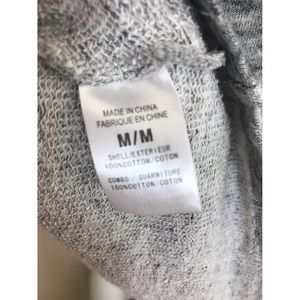 MADE IN CHINA
FABRIQUE EN CHINE
M/M
SHELL/EXTERIEUR
100%COTTON/COTON
COMBO / GUARNITURE
100%COTTON/COTON